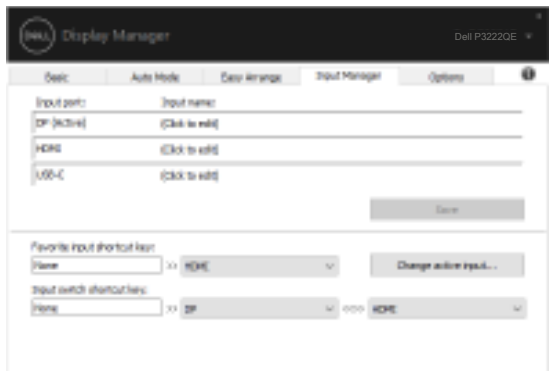 DELL Display Manager
Dell P3222QE
Basic Auto Mode Easy Arrange Input Manager Options
Input port: Input name:
DP (Active) (Click to edit)
HDMI (Click to edit)
USB-C (Click to edit)
Save
Favorite input shortcut key:
None >> HDMI Change active input...
Input switch shortcut key:
None >> DP <=> HDMI